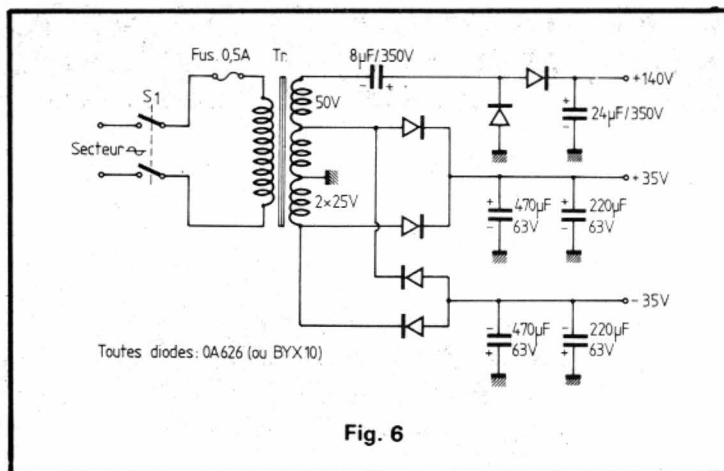 Fus. 0,5A
Tr.
8µF/350V
- +
+140V
S1
50V
+
-
24µF/350V
Secteur ~
+35V
2×25V
+
-
470µF
63V
+
-
220µF
63V
-35V
-
+
470µF
63V
-
+
220µF
63V
Toutes diodes: 0A626 (ou BYX10)
Fig. 6